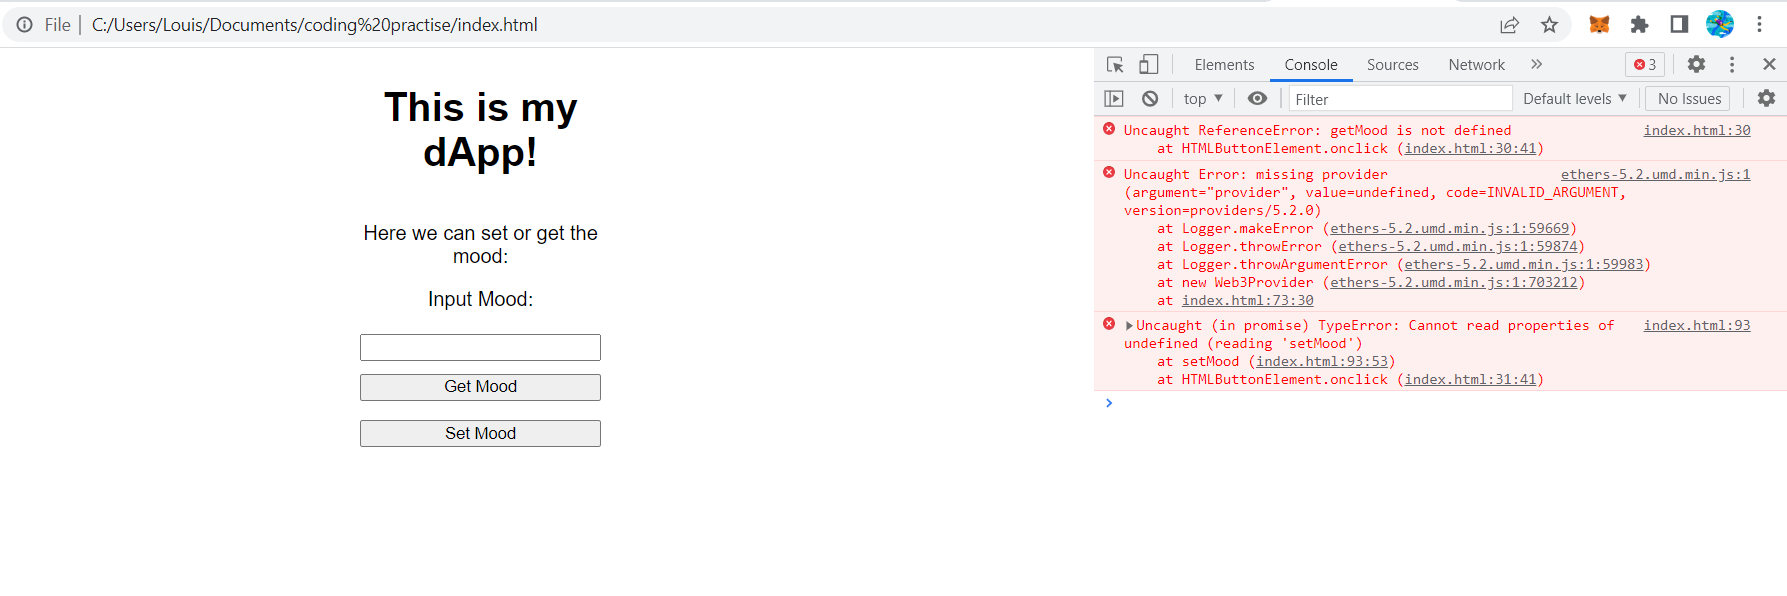 File | C:/Users/Louis/Documents/coding%20practise/index.html
This is my
dApp!
Here we can set or get the
mood:
Input Mood:
Get Mood
Set Mood
Elements Console Sources Network » 3
top Filter Default levels No Issues
Uncaught ReferenceError: getMood is not defined index.html:30
at HTMLButtonElement.onclick (index.html:30:41)
Uncaught Error: missing provider ethers-5.2.umd.min.js:1
(argument="provider", value=undefined, code=INVALID_ARGUMENT,
version=providers/5.2.0)
at Logger.makeError (ethers-5.2.umd.min.js:1:59669)
at Logger.throwError (ethers-5.2.umd.min.js:1:59874)
at Logger.throwArgumentError (ethers-5.2.umd.min.js:1:59983)
at new Web3Provider (ethers-5.2.umd.min.js:1:703212)
at index.html:73:30
Uncaught (in promise) TypeError: Cannot read properties of index.html:93
undefined (reading 'setMood')
at setMood (index.html:93:53)
at HTMLButtonElement.onclick (index.html:31:41)